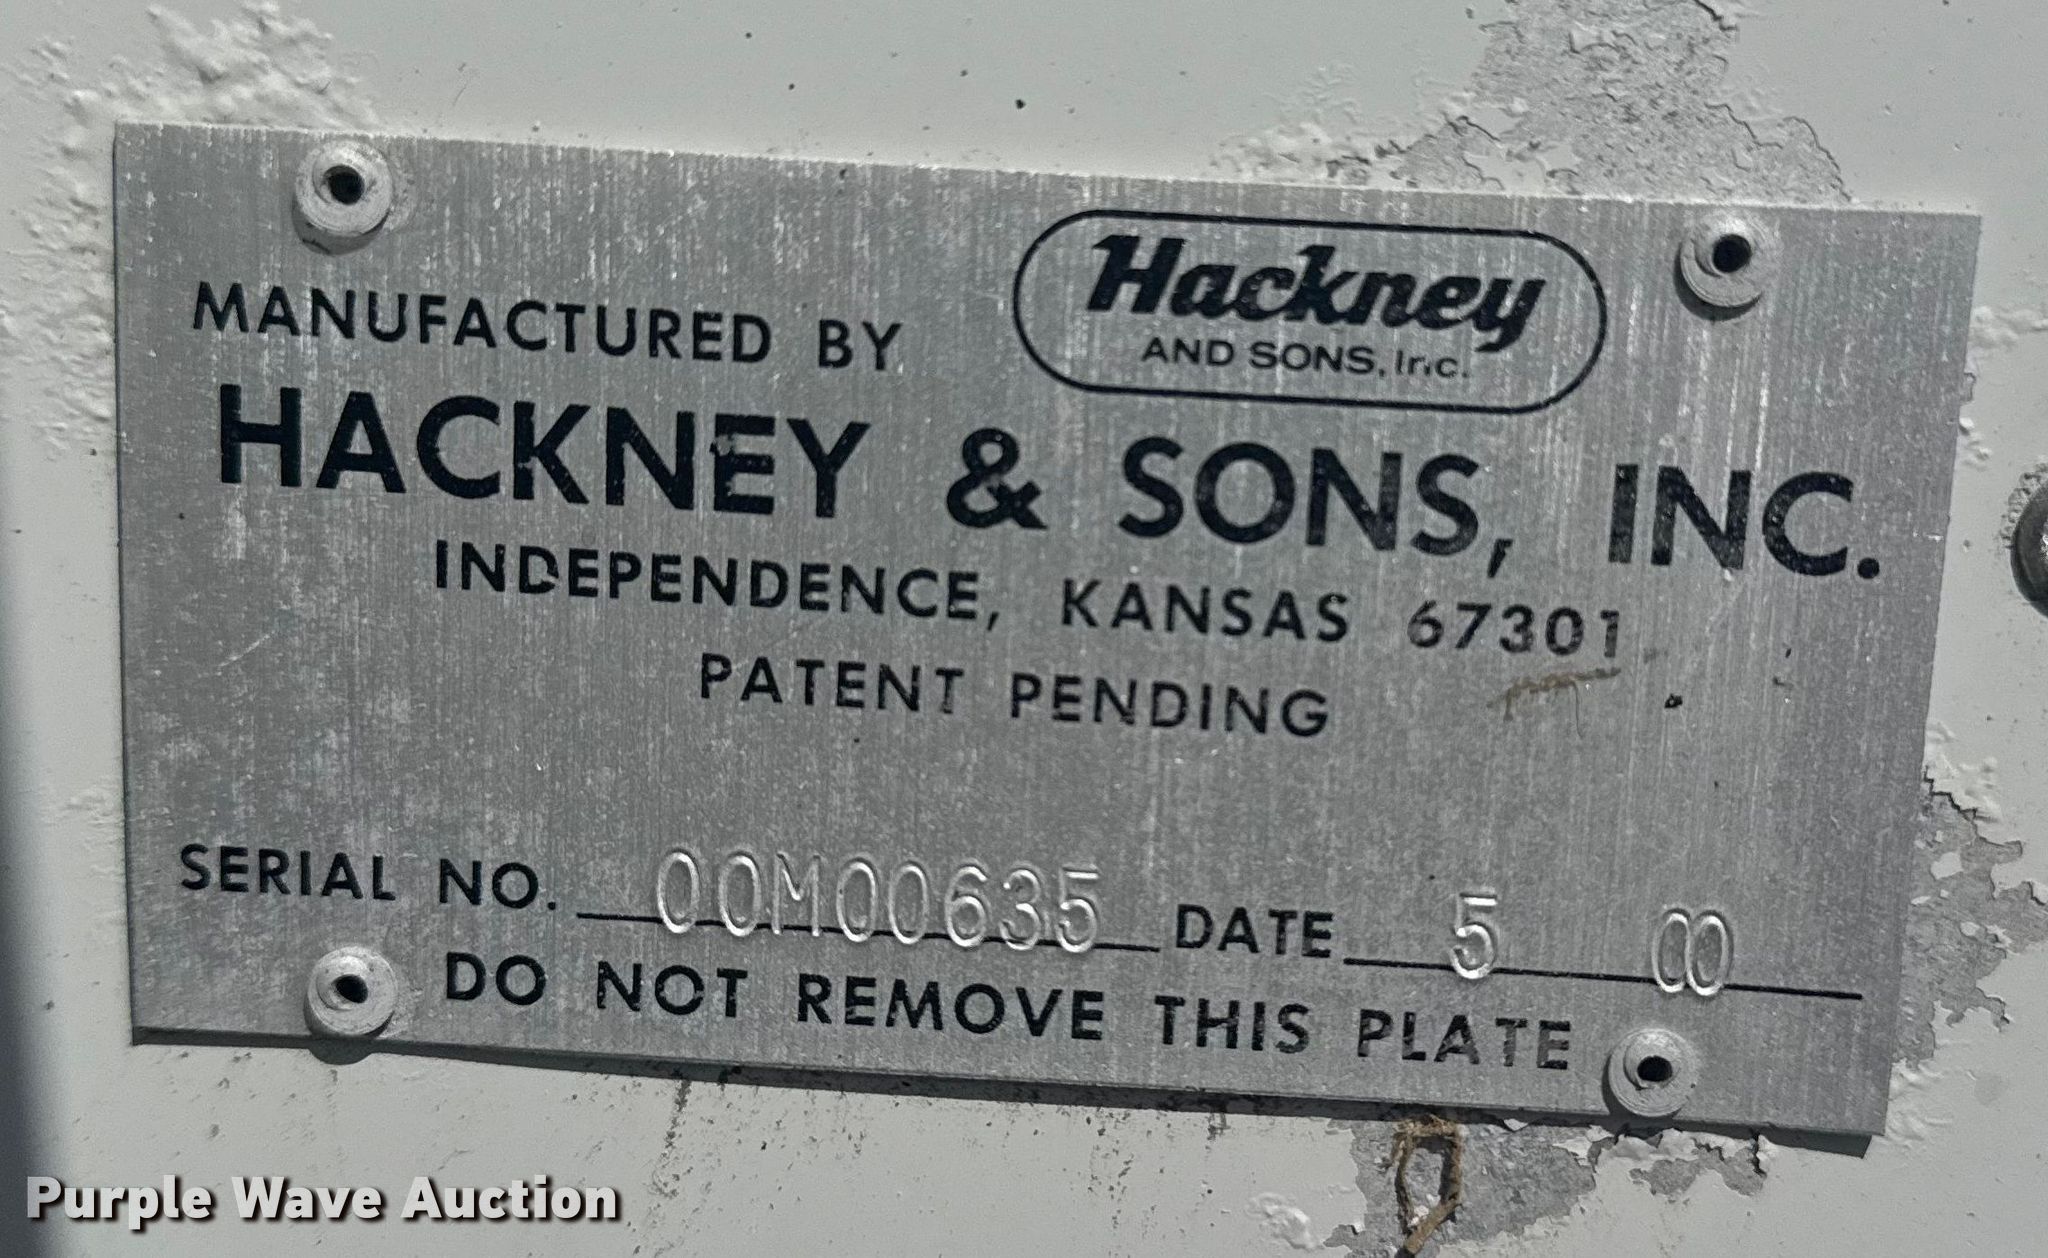 Hackney
AND SONS, Inc.
MANUFACTURED BY
HACKNEY & SONS, INC.
INDEPENDENCE, KANSAS 67301
PATENT PENDING
SERIAL NO. 00M00635 DATE 5 00
DO NOT REMOVE THIS PLATE
Purple Wave Auction